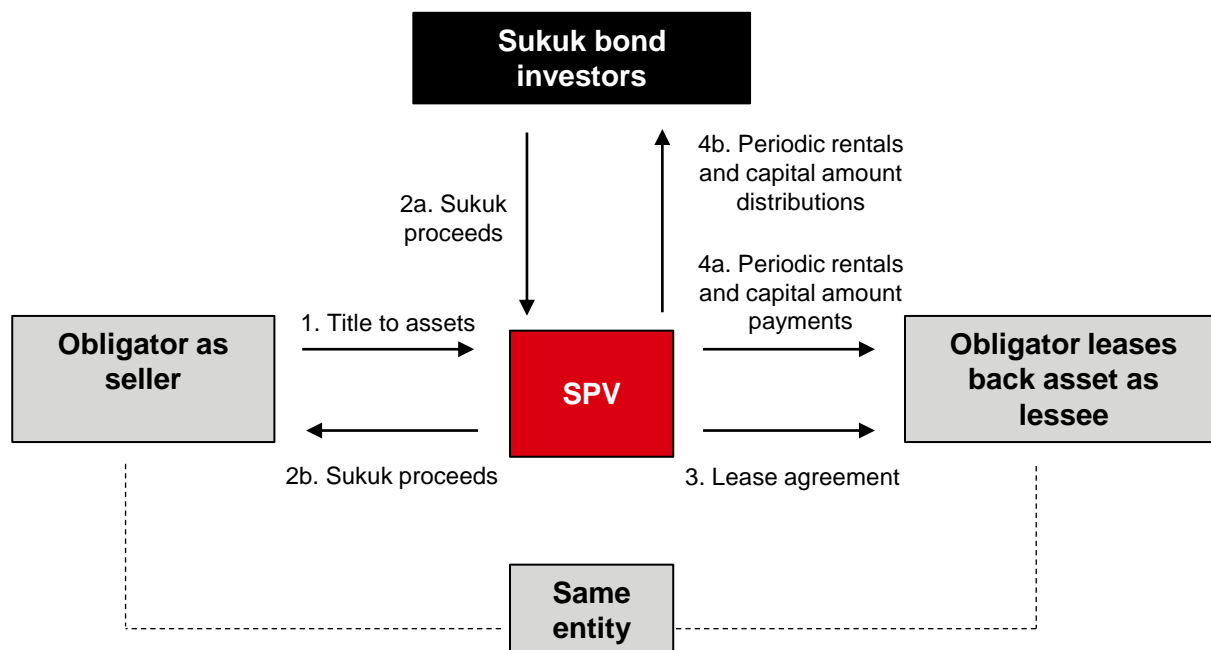 Sukuk bond
investors
2a. Sukuk
proceeds
4b. Periodic rentals
and capital amount
distributions
4a. Periodic rentals
and capital amount
payments
Obligator as
seller
1. Title to assets
2b. Sukuk proceeds
SPV
3. Lease agreement
Obligator leases
back asset as
lessee
Same
entity